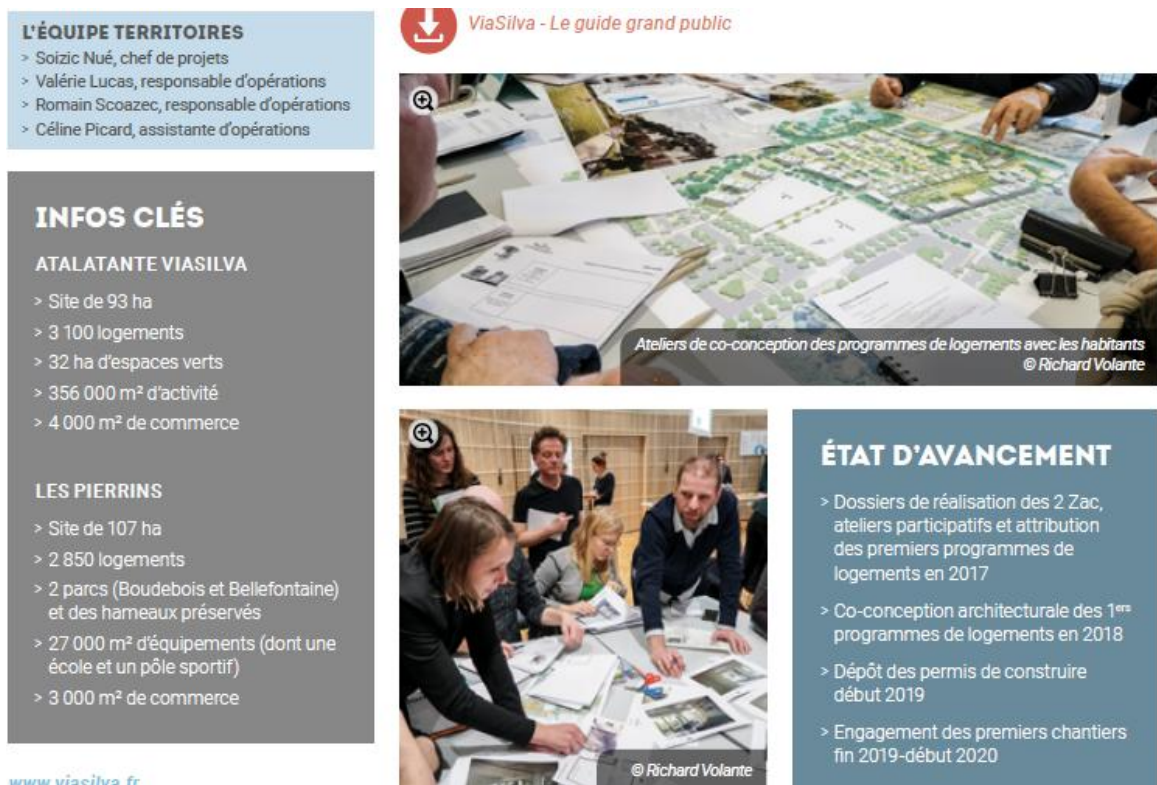 L'ÉQUIPE TERRITOIRES
> Soizic Nué, chef de projets
> Valérie Lucas, responsable d'opérations
> Romain Scoazec, responsable d'opérations
> Céline Picard, assistante d'opérations
INFOS CLÉS
ATALATANTE VIASILVA
> Site de 93 ha
> 3 100 logements
> 32 ha d'espaces verts
> 356 000 m² d'activité
> 4 000 m² de commerce
LES PIERRINS
> Site de 107 ha
> 2 850 logements
> 2 parcs (Boudebois et Bellefontaine)
et des hameaux préservés
> 27 000 m² d'équipements (dont une
école et un pôle sportif)
> 3 000 m² de commerce
www.viasilva.fr
ViaSilva - Le guide grand public
Ateliers de co-conception des programmes de logements avec les habitants
© Richard Volante
© Richard Volante
ÉTAT D'AVANCEMENT
> Dossiers de réalisation des 2 Zac,
ateliers participatifs et attribution
des premiers programmes de
logements en 2017
> Co-conception architecturale des 1ers
programmes de logements en 2018
> Dépôt des permis de construire
début 2019
> Engagement des premiers chantiers
fin 2019-début 2020